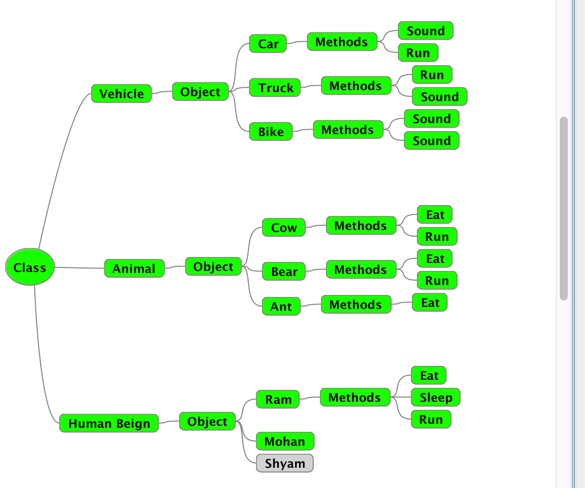 Sound
Car Methods
Run
Run
Vehicle Object Truck Methods
Sound
Sound
Bike Methods
Sound
Eat
Cow Methods
Run
Eat
Class Animal Object Bear Methods
Run
Ant Methods Eat
Eat
Ram Methods Sleep
Run
Human Beign Object
Mohan
Shyam